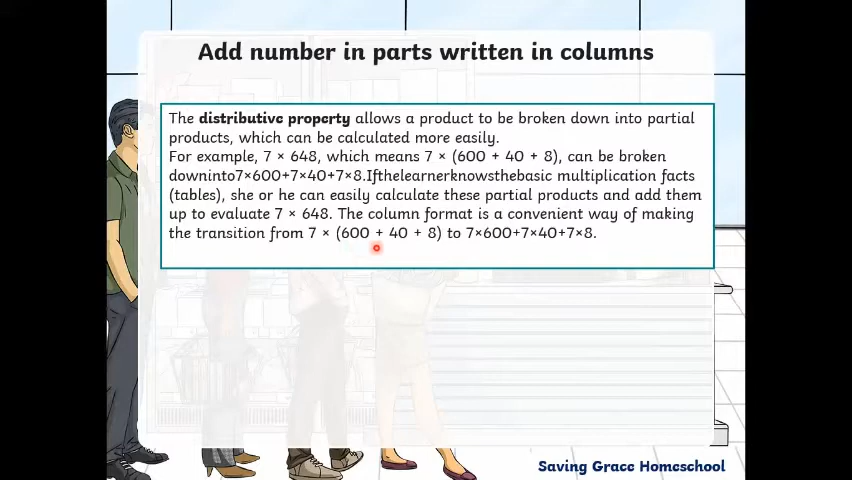 Add number in parts written in columns
The distributive property allows a product to be broken down into partial
products, which can be calculated more easily.
For example, 7 × 648, which means 7 × (600 + 40 + 8), can be broken
downinto7×600+7×40+7×8.Ifthelearnerknowsthebasic multiplication facts
(tables), she or he can easily calculate these partial products and add them
up to evaluate 7 × 648. The column format is a convenient way of making
the transition from 7 × (600 + 40 + 8) to 7×600+7×40+7×8.
Saving Grace Homeschool